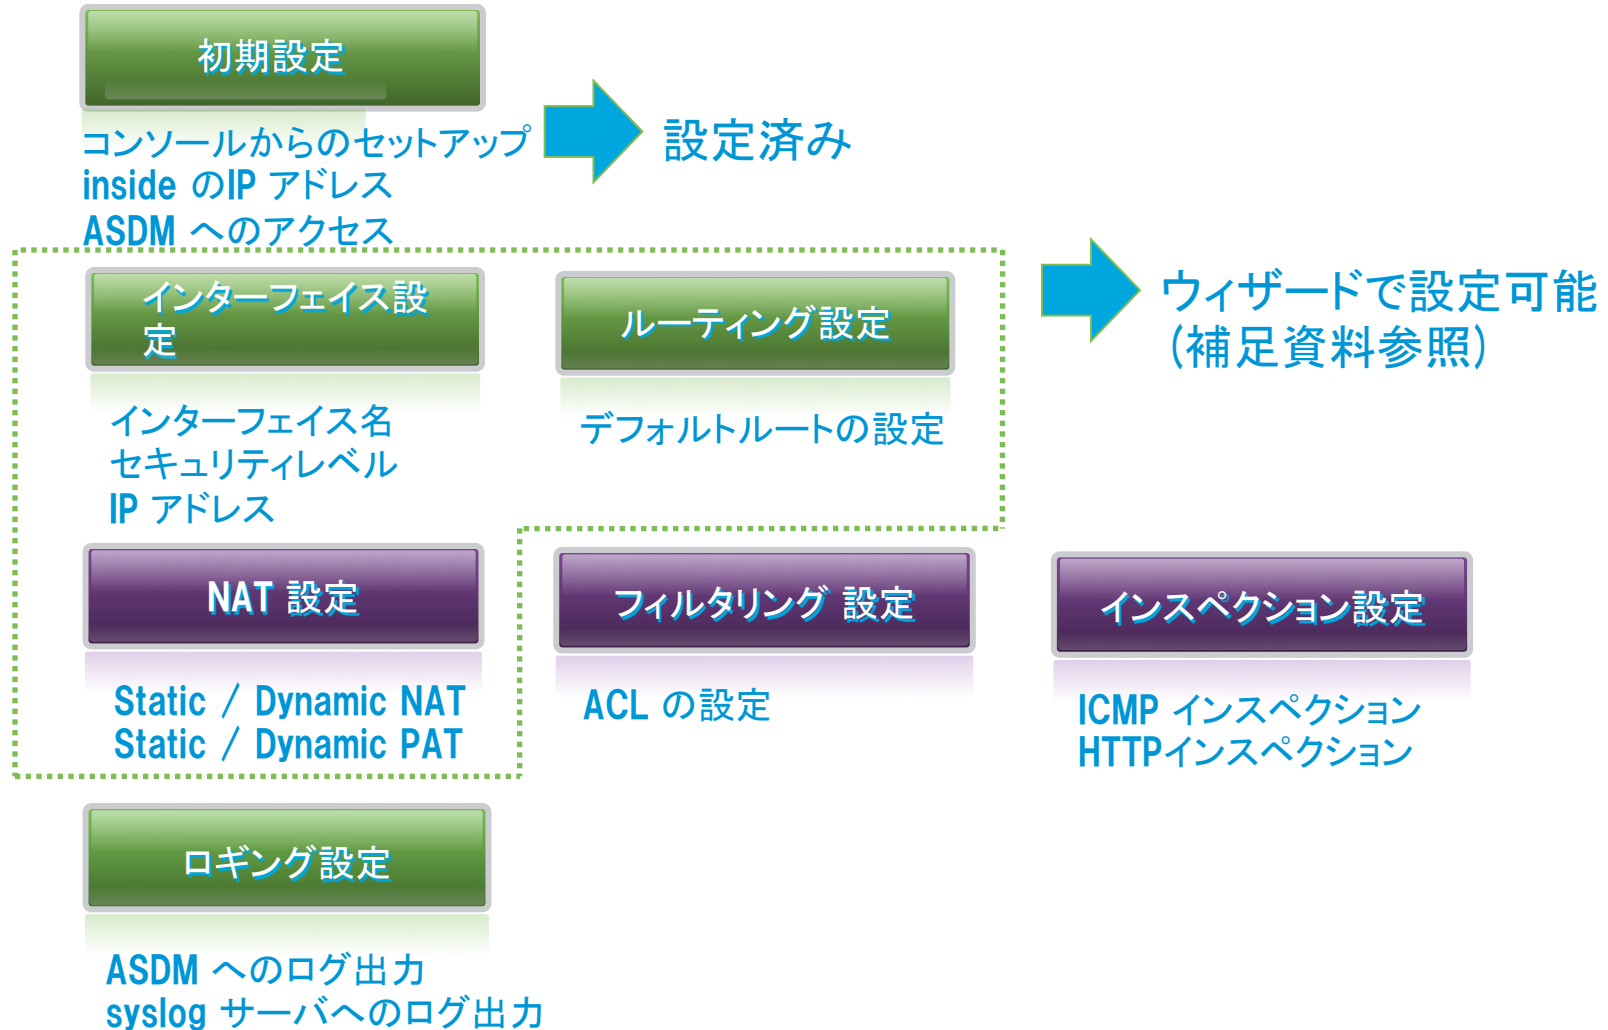 初期設定
コンソールからのセットアップ
inside のIP アドレス
ASDM へのアクセス
設定済み
インターフェイス設
定
インターフェイス名
セキュリティレベル
IP アドレス
ルーティング設定
デフォルトルートの設定
ウィザードで設定可能
(補足資料参照)
NAT 設定
Static / Dynamic NAT
Static / Dynamic PAT
フィルタリング 設定
ACL の設定
インスペクション設定
ICMP インスペクション
HTTPインスペクション
ロギング設定
ASDM へのログ出力
syslog サーバへのログ出力